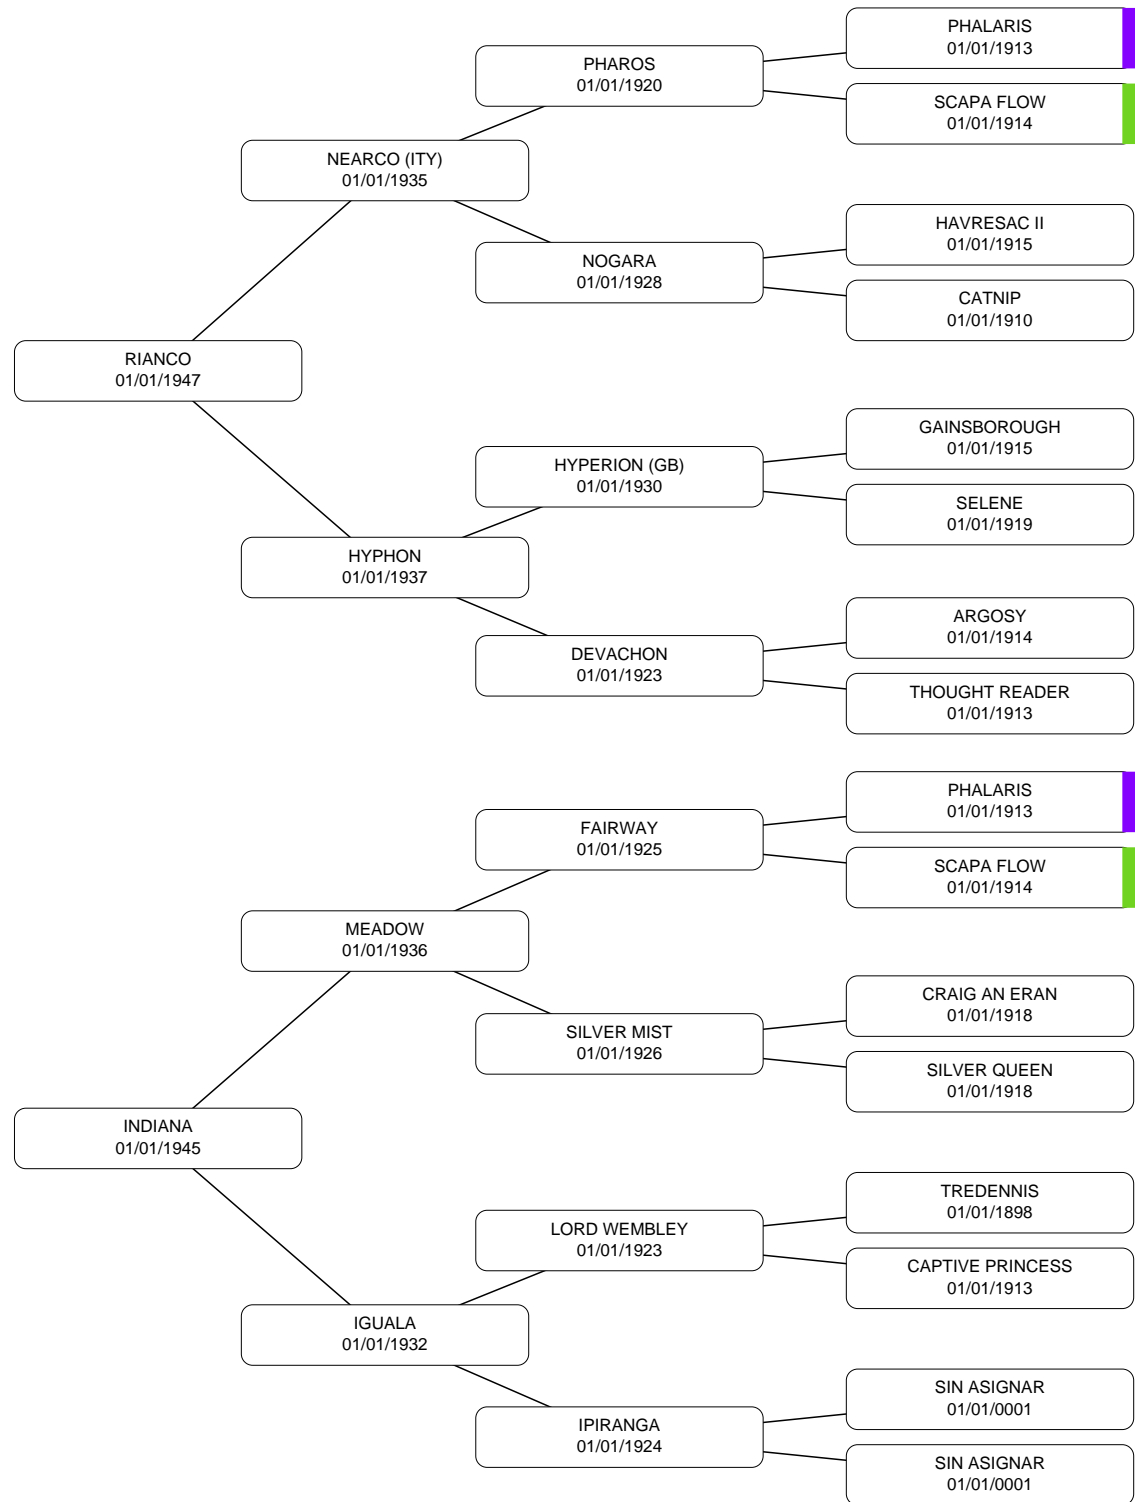 PHALARIS
01/01/1913
PHAROS
01/01/1920
SCAPA FLOW
01/01/1914
NEARCO (ITY)
01/01/1935
HAVRESAC II
01/01/1915
NOGARA
01/01/1928
CATNIP
01/01/1910
RIANCO
01/01/1947
GAINSBOROUGH
01/01/1915
HYPERION (GB)
01/01/1930
SELENE
01/01/1919
HYPHON
01/01/1937
ARGOSY
01/01/1914
DEVACHON
01/01/1923
THOUGHT READER
01/01/1913
PHALARIS
01/01/1913
FAIRWAY
01/01/1925
SCAPA FLOW
01/01/1914
MEADOW
01/01/1936
CRAIG AN ERAN
01/01/1918
SILVER MIST
01/01/1926
SILVER QUEEN
01/01/1918
INDIANA
01/01/1945
TREDENNIS
01/01/1898
LORD WEMBLEY
01/01/1923
CAPTIVE PRINCESS
01/01/1913
IGUALA
01/01/1932
SIN ASIGNAR
01/01/0001
IPIRANGA
01/01/1924
SIN ASIGNAR
01/01/0001